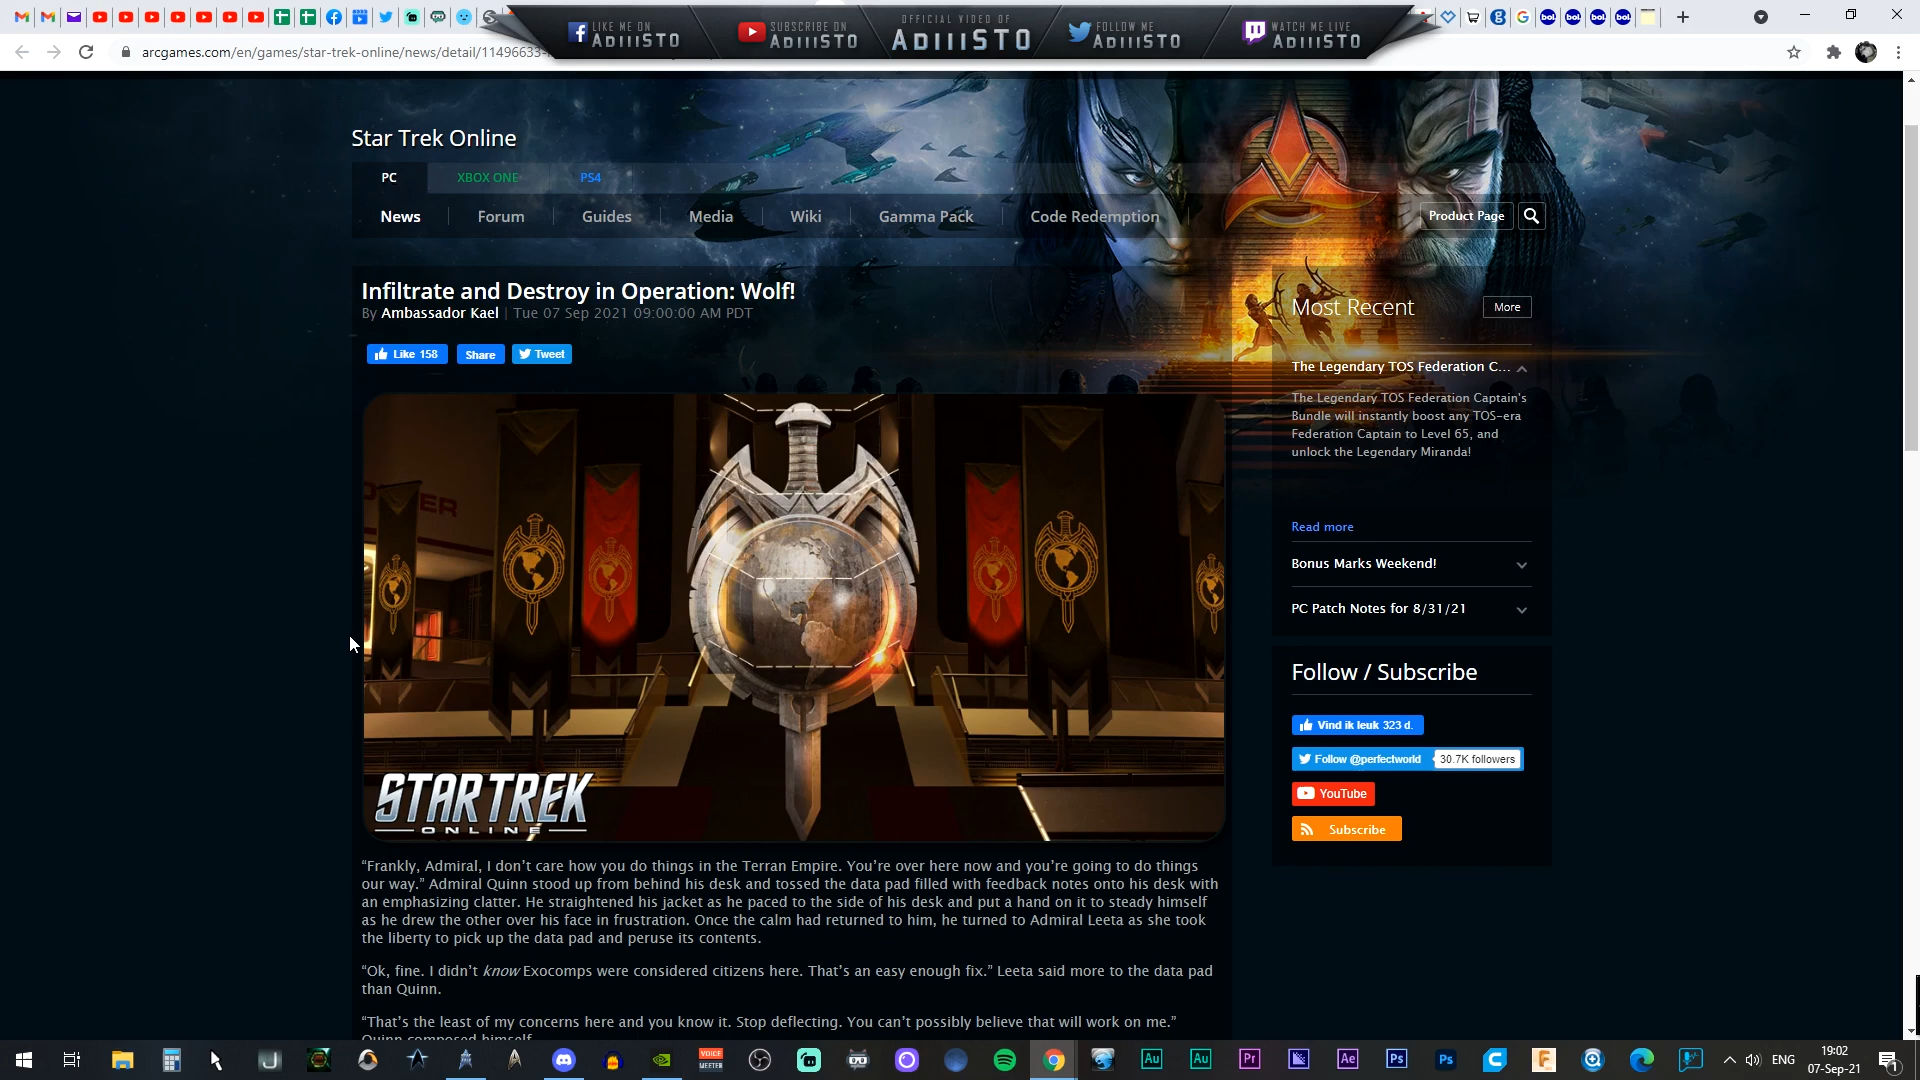 LIKE ME ON
ADIIISTO
SUBSCRIBE ON
ADIIISTO
OFFICIAL VIDEO OF
ADIIISTO
FOLLOW ME
ADIIISTO
WATCH ME LIVE
ADIIISTO
arcgames.com/en/games/star-trek-online/news/detail/11496633-
Star Trek Online
PC
XBOX ONE
PS4
News
Forum
Guides
Media
Wiki
Gamma Pack
Code Redemption
Product Page
Infiltrate and Destroy in Operation: Wolf!
By Ambassador Kael | Tue 07 Sep 2021 09:00:00 AM PDT
Like 158
Share
Tweet
Most Recent
More
The Legendary TOS Federation C...
The Legendary TOS Federation Captain's
Bundle will instantly boost any TOS-era
Federation Captain to Level 65, and
unlock the Legendary Miranda!
Read more
Bonus Marks Weekend!
PC Patch Notes for 8/31/21
Follow / Subscribe
Vind ik leuk 323 d.
Follow @perfectworld
30.7K followers
YouTube
Subscribe
STAR TREK
ONLINE
“Frankly, Admiral, I don’t care how you do things in the Terran Empire. You’re over here now and you’re going to do things
our way.” Admiral Quinn stood up from behind his desk and tossed the data pad filled with feedback notes onto his desk with
an emphasizing clatter. He straightened his jacket as he paced to the side of his desk and put a hand on it to steady himself
as he drew the other over his face in frustration. Once the calm had returned to him, he turned to Admiral Leeta as she took
the liberty to pick up the data pad and peruse its contents.
“Ok, fine. I didn’t know Exocomps were considered citizens here. That’s an easy enough fix.” Leeta said more to the data pad
than Quinn.
“That’s the least of my concerns here and you know it. Stop deflecting. You can’t possibly believe that will work on me.”
Quinn composed himself
VOICE
MEETER
Au
Au
Pr
Ae
Ps
Ps
ENG
19:02
07-Sep-21
1